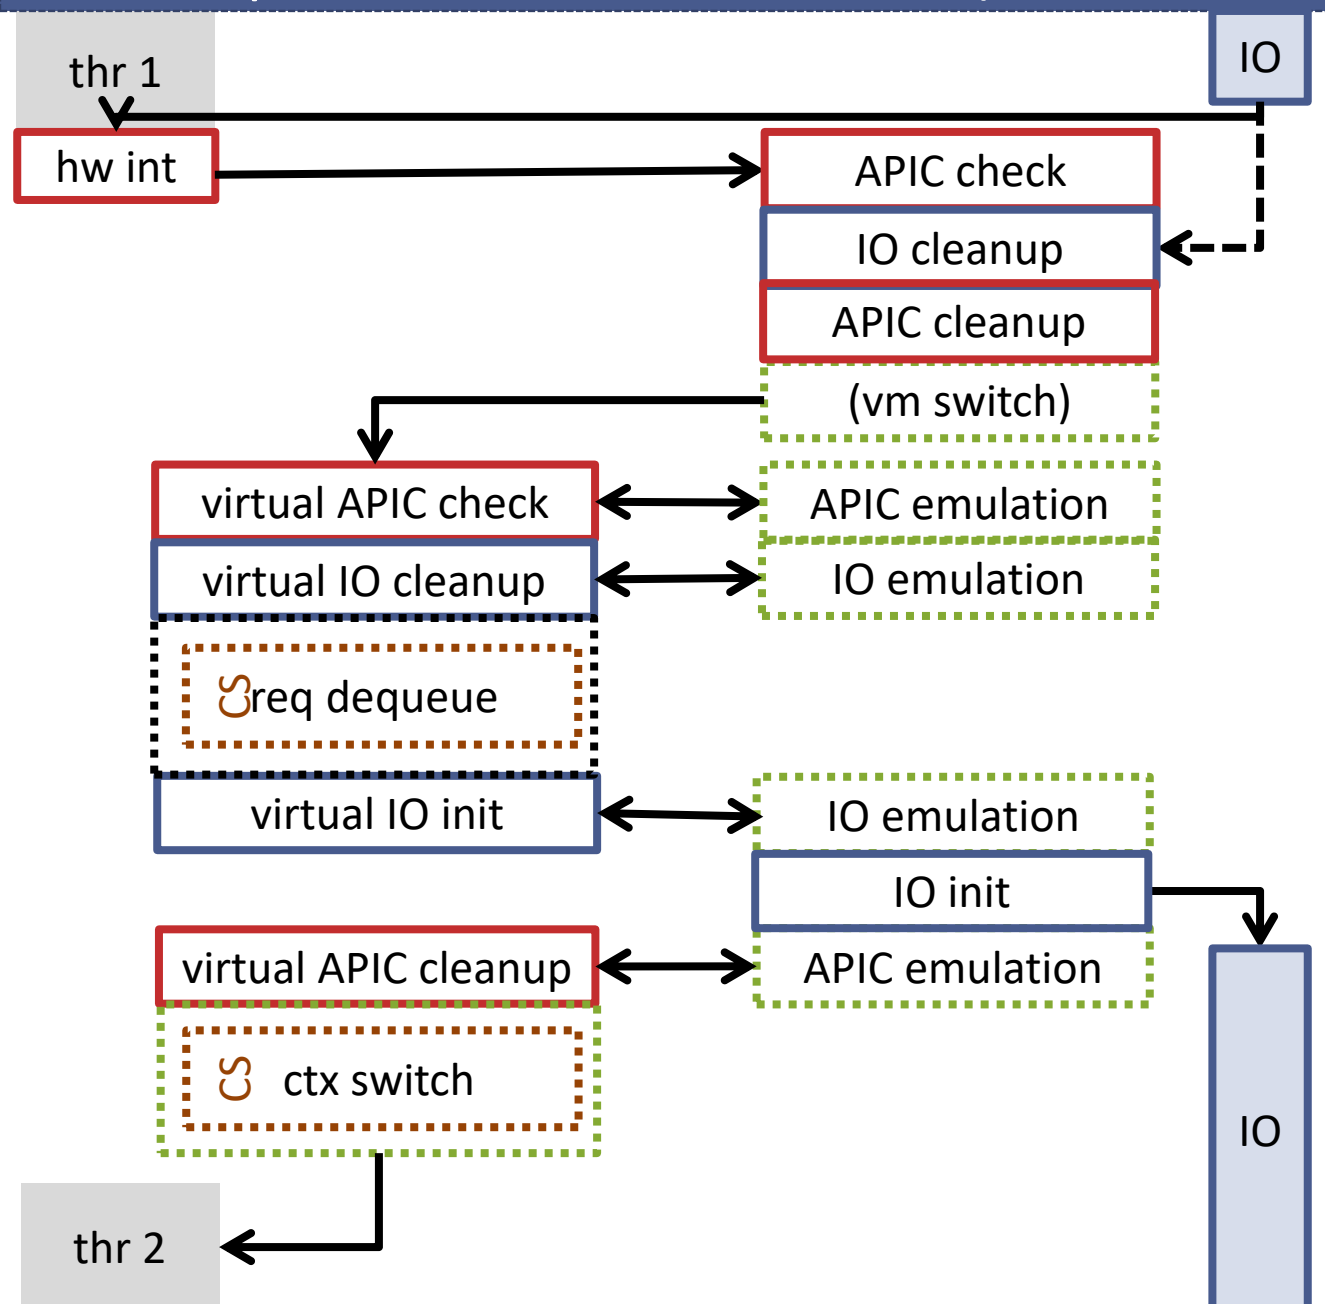 thr 1
IO
hw int
APIC check
IO cleanup
APIC cleanup
(vm switch)
virtual APIC check
APIC emulation
virtual IO cleanup
IO emulation
CS req dequeue
virtual IO init
IO emulation
IO init
virtual APIC cleanup
APIC emulation
CS ctx switch
IO
thr 2